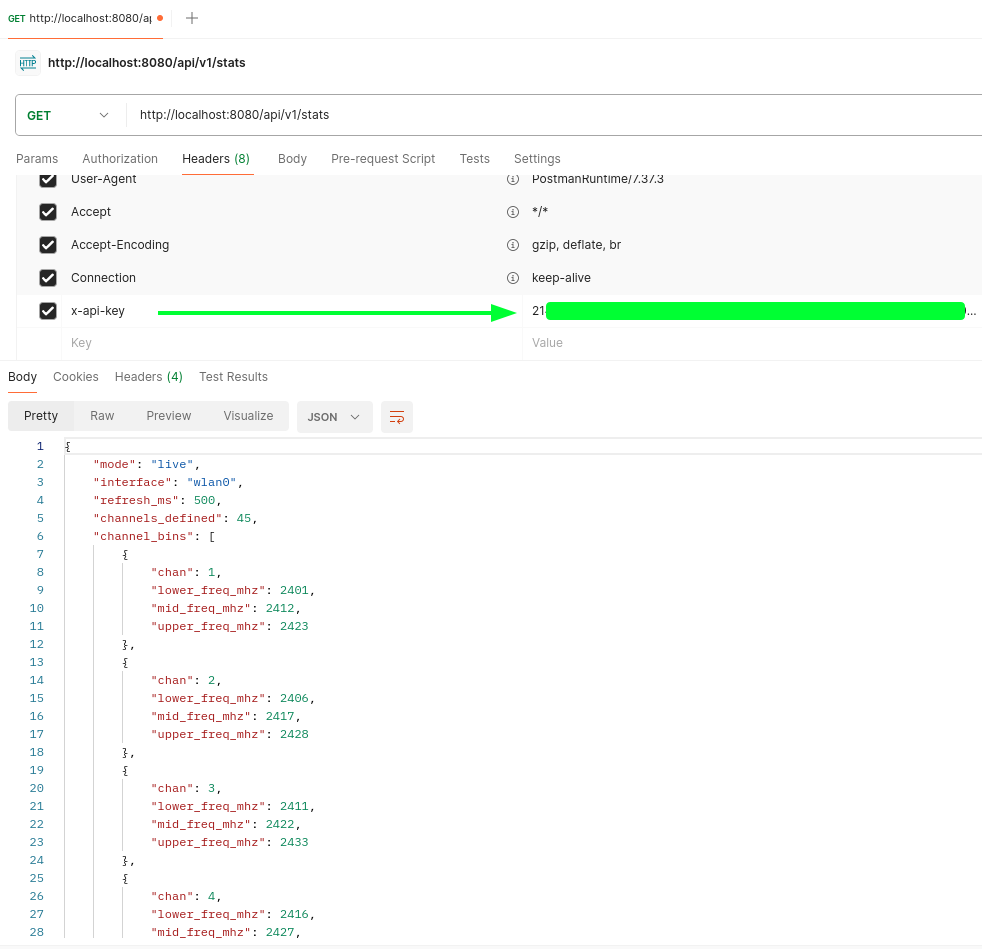 GET http://localhost:8080/a
HTTP http://localhost:8080/api/v1/stats
GET http://localhost:8080/api/v1/stats
Params Authorization Headers (8) Body Pre-request Script Tests Settings
User-Agent PostmanRuntime/7.37.3
Accept */*
Accept-Encoding gzip, deflate, br
Connection keep-alive
x-api-key 21 ...
Key Value
Body Cookies Headers (4) Test Results
Pretty Raw Preview Visualize JSON
1 {
2 "mode": "live",
3 "interface": "wlan0",
4 "refresh_ms": 500,
5 "channels_defined": 45,
6 "channel_bins": [
7 {
8 "chan": 1,
9 "lower_freq_mhz": 2401,
10 "mid_freq_mhz": 2412,
11 "upper_freq_mhz": 2423
12 },
13 {
14 "chan": 2,
15 "lower_freq_mhz": 2406,
16 "mid_freq_mhz": 2417,
17 "upper_freq_mhz": 2428
18 },
19 {
20 "chan": 3,
21 "lower_freq_mhz": 2411,
22 "mid_freq_mhz": 2422,
23 "upper_freq_mhz": 2433
24 },
25 {
26 "chan": 4,
27 "lower_freq_mhz": 2416,
28 "mid_freq_mhz": 2427,